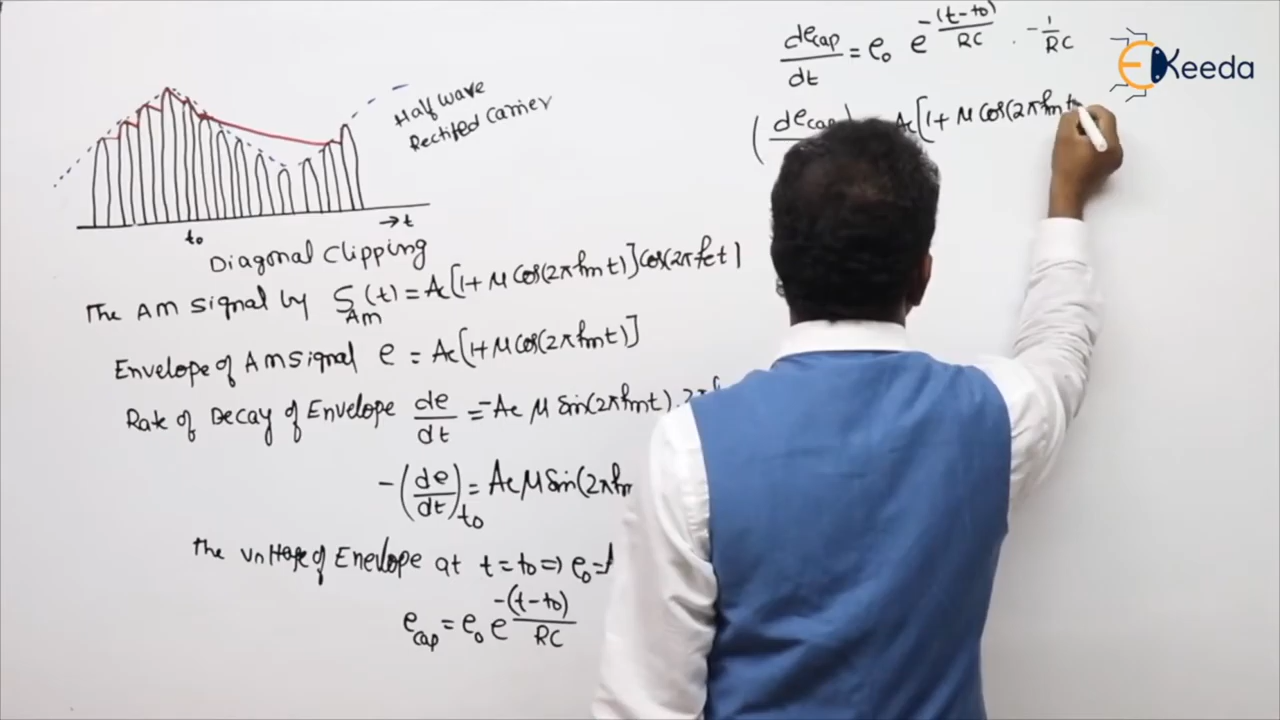 de_cap/dt = e₀ e^(-(t-t₀)/RC) . -1/RC
EKeeda
Half wave
Rectified Carrier
(de_cap Ac[1+ μ Cos(2πfmt
t₀ → t
Diagonal Clipping
The AM signal by S_Am(t) = Ac[1+ μ Cos(2πfmt)] Cos(2πfct)
Envelope of AM signal e = Ac[1+ μ Cos(2πfmt)]
Rate of Decay of Envelope de/dt = -Ac μ Sin(2πfmt).
-(de/dt)_t₀ = Ac μ Sin(2πfm
The voltage of Envelope at t = t₀ => e₀ =
e_cap = e₀ e^(-(t-t₀)/RC)